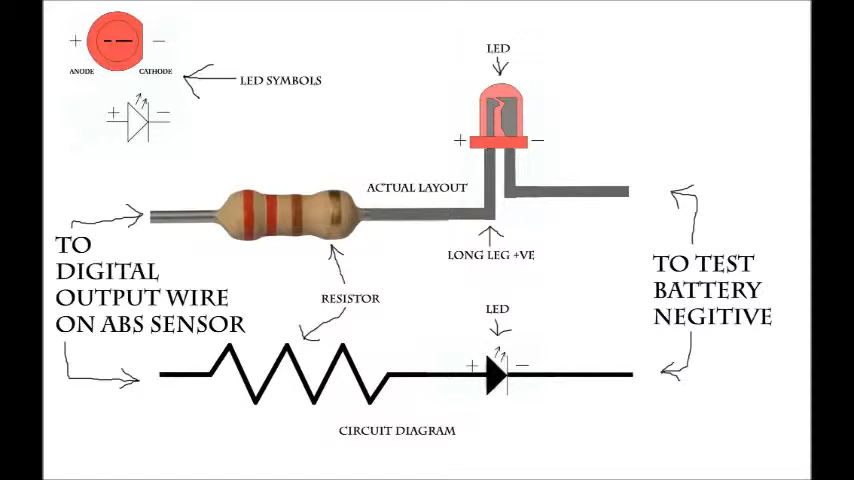 LED
+ −
ANODE CATHODE
LED SYMBOLS
+ −
+ −
ACTUAL LAYOUT
TO
DIGITAL
OUTPUT WIRE
ON ABS SENSOR
LONG LEG +VE
TO TEST
BATTERY
NEGITIVE
RESISTOR
LED
+ −
CIRCUIT DIAGRAM